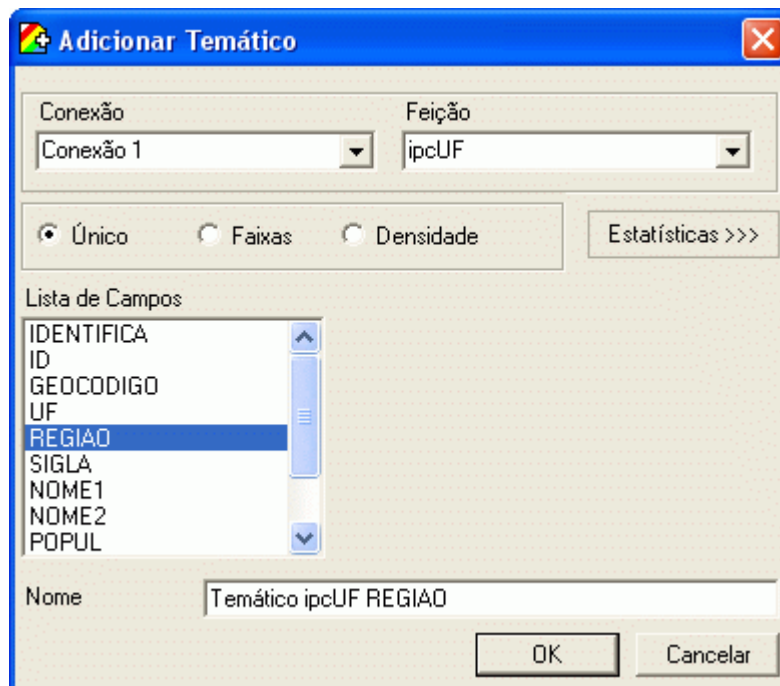 Adicionar Temático
Conexão
Feição
Conexão 1
ipcUF
Único
Faixas
Densidade
Estatísticas >>>
Lista de Campos
IDENTIFICA
ID
GEOCODIGO
UF
REGIAO
SIGLA
NOME1
NOME2
POPUL
Nome
Temático ipcUF REGIAO
OK
Cancelar